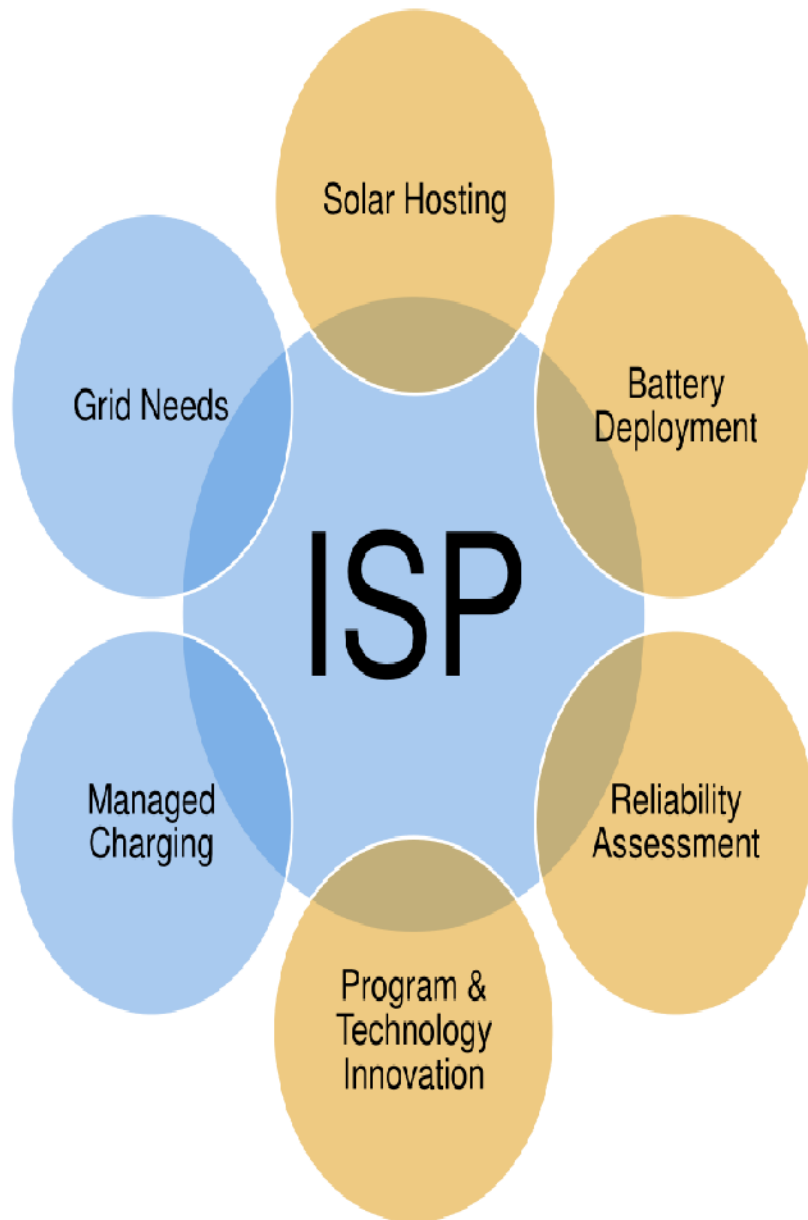 Solar Hosting
Grid Needs
Battery
Deployment
ISP
Managed
Charging
Reliability
Assessment
Program &
Technology
Innovation